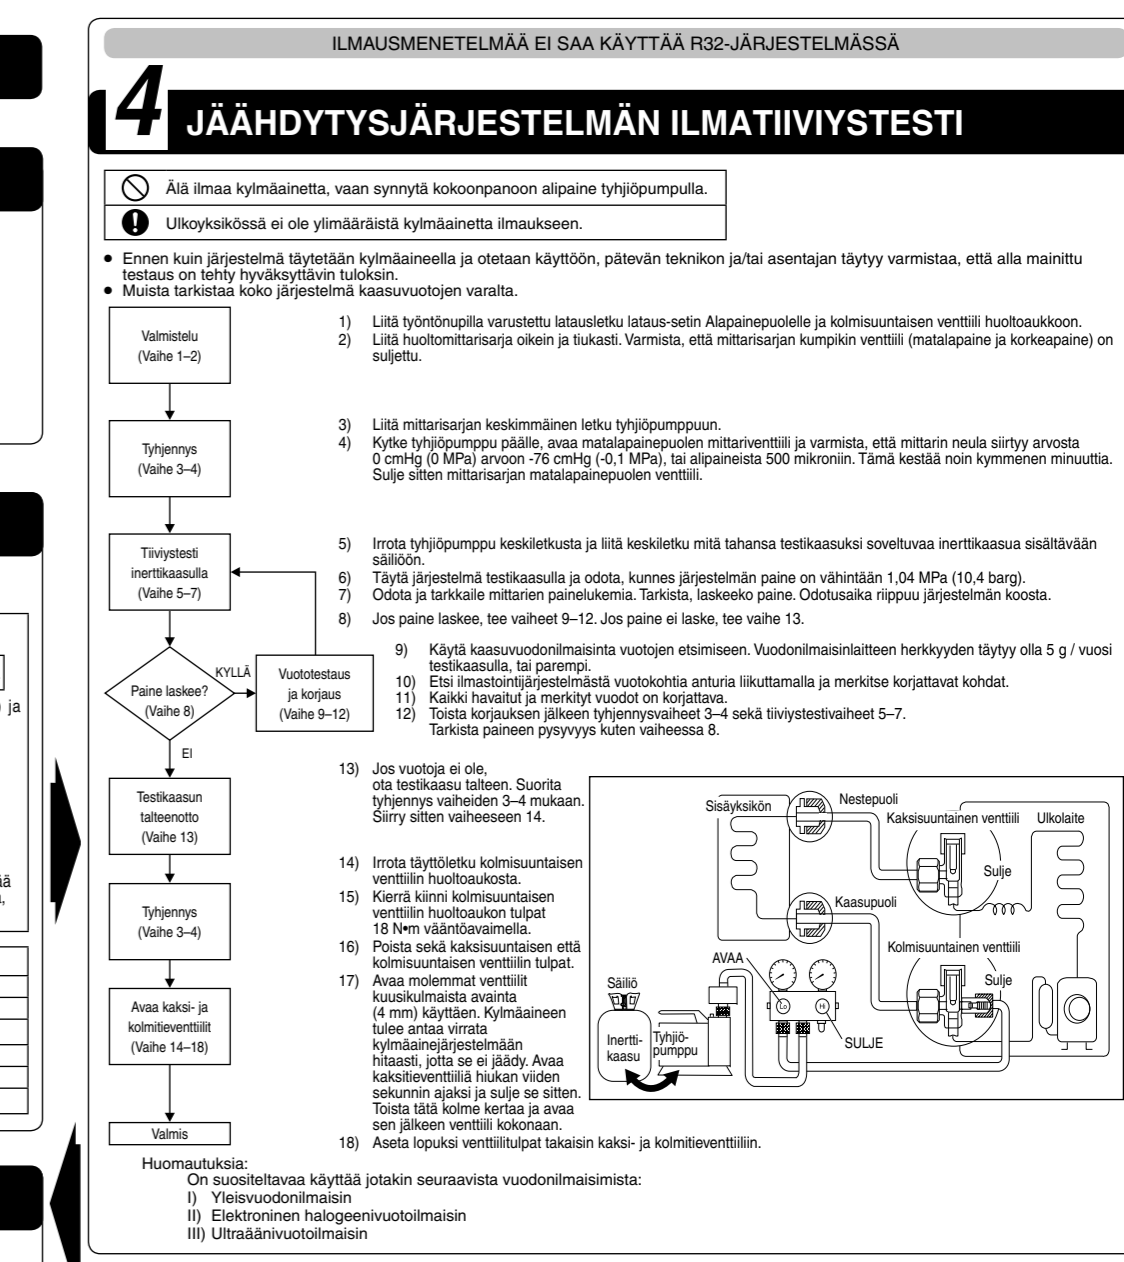 ILMAUSMENETELMÄÄ EI SAA KÄYTTÄÄ R32-JÄRJESTELMÄSSÄ
4
JÄÄHDYTYSJÄRJESTELMÄN ILMATIIVIYSTESTI
Älä ilmaa kylmäainetta, vaan synnytä kokoonpanoon alipaine tyhjiöpumpulla.
Ulkoyksikössä ei ole ylimääräistä kylmäainetta ilmaukseen.
● Ennen kuin järjestelmä täytetään kylmäaineella ja otetaan käyttöön, pätevän teknikon ja/tai asentajan täytyy varmistaa, että alla mainittu
testaus on tehty hyväksyttävin tuloksin.
● Muista tarkistaa koko järjestelmä kaasuvuotojen varalta.
Valmistelu
(Vaihe 1–2)
1) Liitä työntönupilla varustettu latausletku lataus-setin Alapainepuolelle ja kolmisuuntaisen venttiili huoltoaukkoon.
2) Liitä huoltomittarisarja oikein ja tiukasti. Varmista, että mittarisarjan kumpikin venttiili (matalapaine ja korkeapaine) on
suljettu.
Tyhjennys
(Vaihe 3–4)
3) Liitä mittarisarjan keskimmäinen letku tyhjiöpumppuun.
4) Kytke tyhjiöpumppu päälle, avaa matalapainepuolen mittariventtiili ja varmista, että mittarin neula siirtyy arvosta
0 cmHg (0 MPa) arvoon -76 cmHg (-0,1 MPa), tai alipaineista 500 mikroniin. Tämä kestää noin kymmenen minuuttia.
Sulje sitten mittarisarjan matalapainepuolen venttiili.
Tiiviystesti
inerttikaasulla
(Vaihe 5–7)
5) Irrota tyhjiöpumppu keskiletkusta ja liitä keskiletku mitä tahansa testikaasuksi soveltuvaa inerttikaasua sisältävään
säiliöön.
6) Täytä järjestelmä testikaasulla ja odota, kunnes järjestelmän paine on vähintään 1,04 MPa (10,4 barg).
7) Odota ja tarkkaile mittarien painelukemia. Tarkista, laskeeko paine. Odotusaika riippuu järjestelmän koosta.
8) Jos paine laskee, tee vaiheet 9–12. Jos paine ei laske, tee vaihe 13.
Paine laskee?
(Vaihe 8)
KYLLÄ
EI
Vuototestaus
ja korjaus
(Vaihe 9–12)
9) Käytä kaasuvuodonilmaisinta vuotojen etsimiseen. Vuodonilmaisinlaitteen herkkyyden täytyy olla 5 g / vuosi
testikaasulla, tai parempi.
10) Etsi ilmastointijärjestelmästä vuotokohtia anturia liikuttamalla ja merkitse korjattavat kohdat.
11) Kaikki havaitut ja merkityt vuodot on korjattava.
12) Toista korjauksen jälkeen tyhjennysvaiheet 3–4 sekä tiiviystestivaiheet 5–7.
Tarkista paineen pysyvyys kuten vaiheessa 8.
Testikaasun
talteenotto
(Vaihe 13)
13) Jos vuotoja ei ole,
ota testikaasu talteen. Suorita
tyhjennys vaiheiden 3–4 mukaan.
Siirry sitten vaiheeseen 14.
Tyhjennys
(Vaihe 3–4)
Avaa kaksi- ja
kolmitieventtiilit
(Vaihe 14–18)
Valmis
14) Irrota täyttöletku kolmisuuntaisen
venttiilin huoltoaukosta.
15) Kierrä kiinni kolmisuuntaisen
venttiilin huoltoaukon tulpat
18 N•m vääntöavaimella.
16) Poista sekä kaksisuuntaisen että
kolmisuuntaisen venttiilin tulpat.
17) Avaa molemmat venttiilit
kuusikulmaista avainta
(4 mm) käyttäen. Kylmäaineen
tulee antaa virrata
kylmäainejärjestelmään
hitaasti, jotta se ei jäädy. Avaa
kaksitieventtiiliä hiukan viiden
sekunnin ajaksi ja sulje se sitten.
Toista tätä kolme kertaa ja avaa
sen jälkeen venttiili kokonaan.
18) Aseta lopuksi venttiilitulpat takaisin kaksi- ja kolmitieventtiiliin.
Sisäyksikön
Nestepuoli
Kaksisuuntainen venttiili
Ulkolaite
Sulje
Kaasupuoli
Kolmisuuntainen venttiili
Sulje
AVAA
Säiliö
Lo
Hi
SULJE
Inertti-
kaasu
Tyhjiö-
pumppu
Huomautuksia:
On suositeltavaa käyttää jotakin seuraavista vuodonilmaisimista:
I) Yleisvuodonilmaisin
II) Elektroninen halogeenivuotoilmaisin
III) Ultraäänivuotoilmaisin
ja